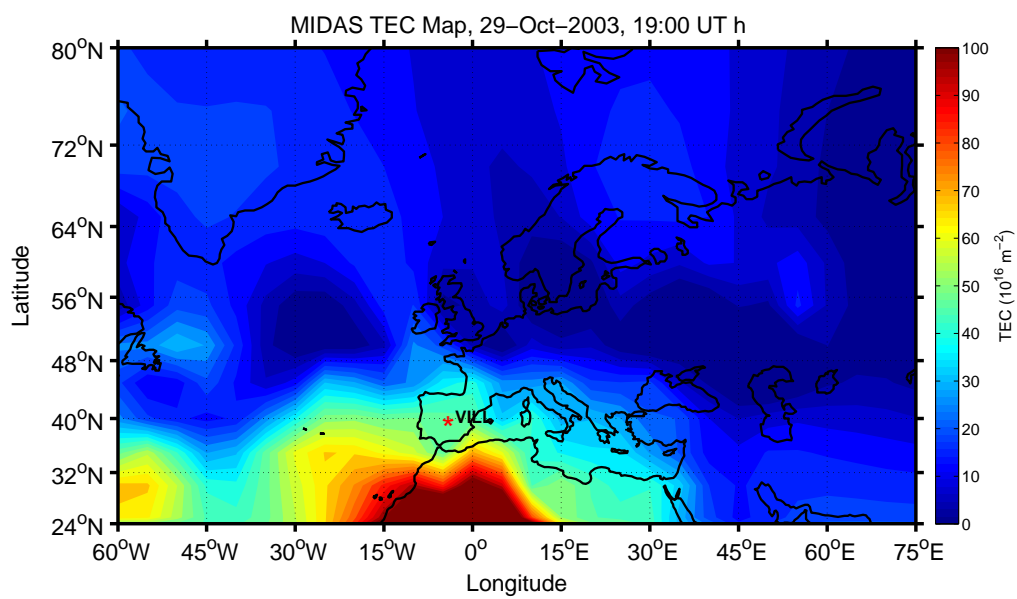 MIDAS TEC Map, 29−Oct−2003, 19:00 UT h
80°N
72°N
64°N
56°N
48°N
40°N
32°N
24°N
Latitude
VILL
60°W 45°W 30°W 15°W 0° 15°E 30°E 45°E 60°E 75°E
Longitude
100
90
80
70
60
50
40
30
20
10
0
TEC (10¹⁶ m⁻²)